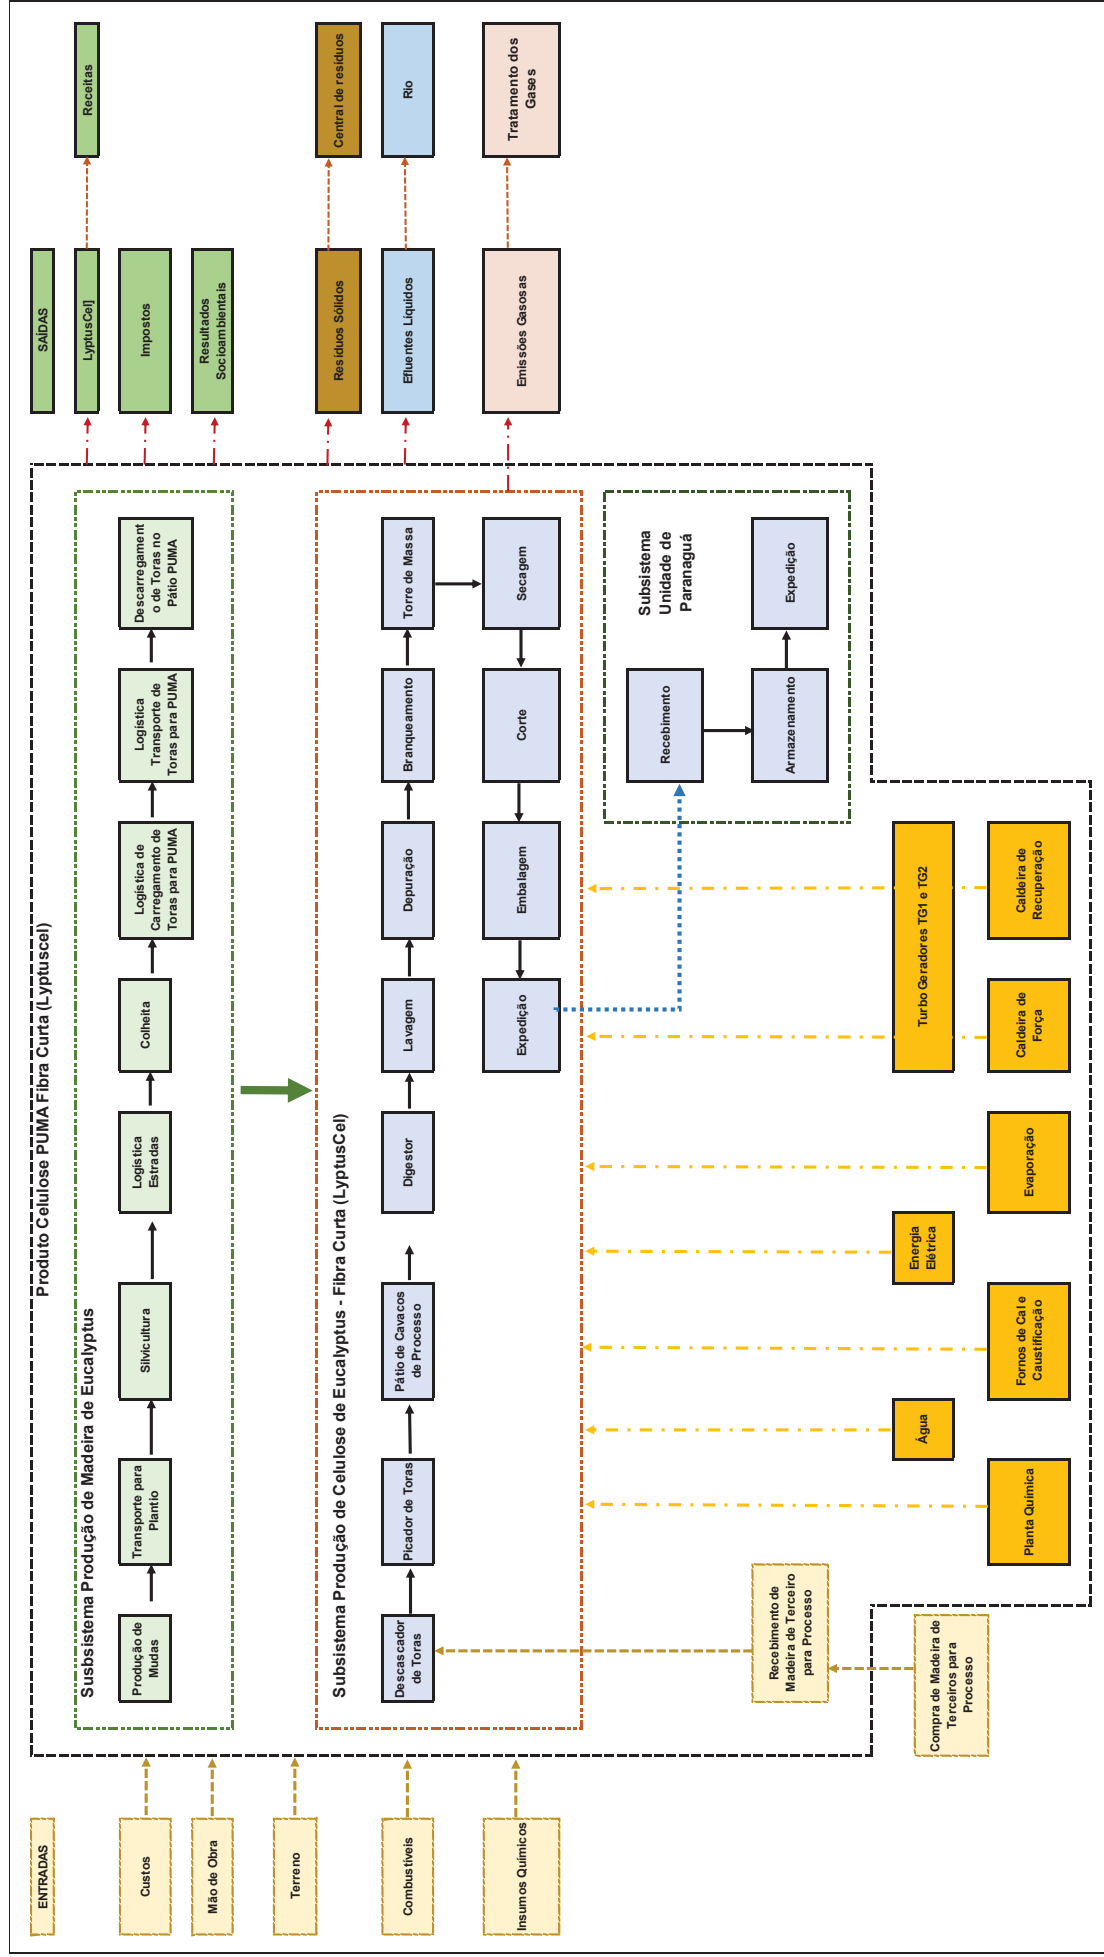 Produto Celulose PUMA Fibra Curta (Lyptuscel)
ENTRADAS
Custos
Mão de Obra
Terreno
Combustíveis
Insumos Químicos
Susbsistema Produção de Madeira de Eucalyptus
Produção de
Mudas
Transporte para
Plantio
Silvicultura
Logística
Estradas
Colheita
Logística de
Carregamento de
Toras para PUMA
Logística
Transporte de
Toras para PUMA
Descarregament
o de Toras no
Pátio PUMA
Subsistema Produção de Celulose de Eucalyptus - Fibra Curta (LyptusCel)
Descascador
de Toras
Picador de Toras
Pátio de Cavacos
de Processo
Digestor
Lavagem
Depuração
Branqueamento
Torre de Massa
Expedição
Embalagem
Corte
Secagem
Subsistema
Unidade de
Paranaguá
Recebimento
Armazenamento
Expedição
Recebimento de
Madeira de Terceiro
para Processo
Compra de Madeira de
Terceiros para
Processo
Água
Energia
Elétrica
Turbo Geradores TG1 e TG2
Planta Química
Fornos de Cal e
Caustificação
Evaporação
Caldeira de
Força
Caldeira de
Recuperação
SAÍDAS
LyptusCel]
Receitas
Impostos
Resultados
Socioambientais
Resíduos Sólidos
Central de resíduos
Efluentes Líquidos
Rio
Emissões Gasosas
Tratamento dos
Gases